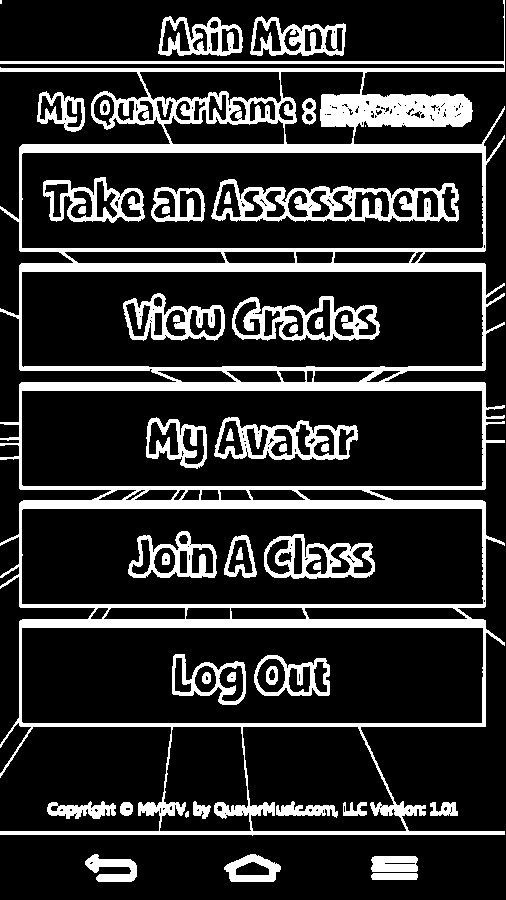 Main Menu
My QuaverName :
Take an Assessment
View Grades
My Avatar
Join A Class
Log Out
Copyright © MMXIV, by QuaverMusic.com, LLC Version: 1.01